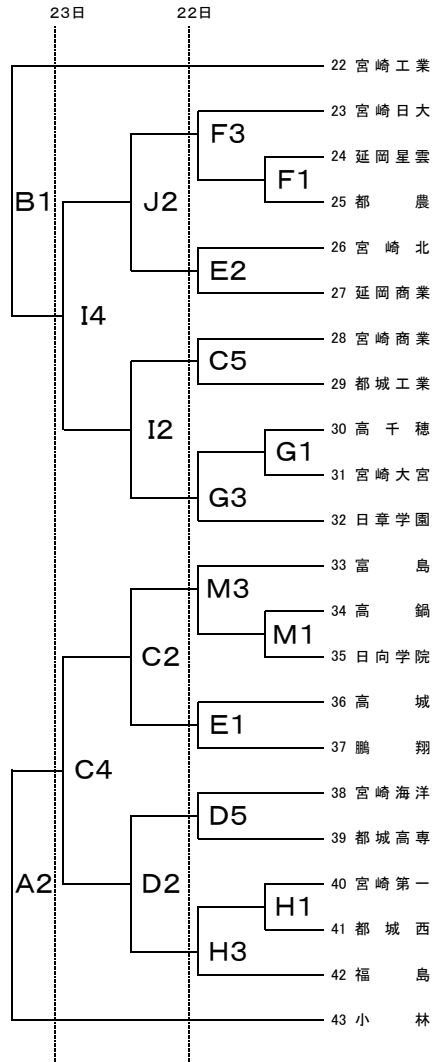 23日 22日
22 宮崎工業
23 宮崎日大
F3
24 延岡星雲
F1
B1 J2
25 都農
26 宮崎北
E2
27 延岡商業
I4
28 宮崎商業
C5
29 都城工業
I2
30 高千穂
G1
31 宮崎大宮
G3
32 日章学園
33 富島
M3
34 高鍋
M1
C2
35 日向学院
36 高城
E1
37 鵬翔
C4
38 宮崎海洋
D5
39 都城高専
A2 D2
40 宮崎第一
H1
41 都城西
H3
42 福島
43 小林